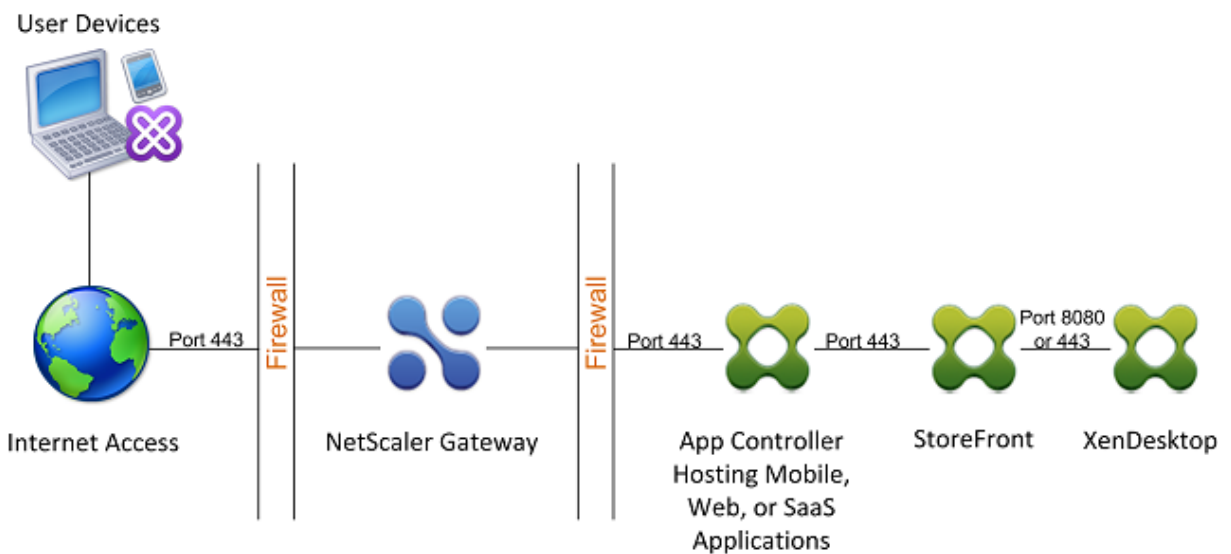 User Devices
Port 443
Firewall
Firewall
Port 443
Port 443
Port 8080
or 443
Internet Access
NetScaler Gateway
App Controller
Hosting Mobile,
Web, or SaaS
Applications
StoreFront
XenDesktop